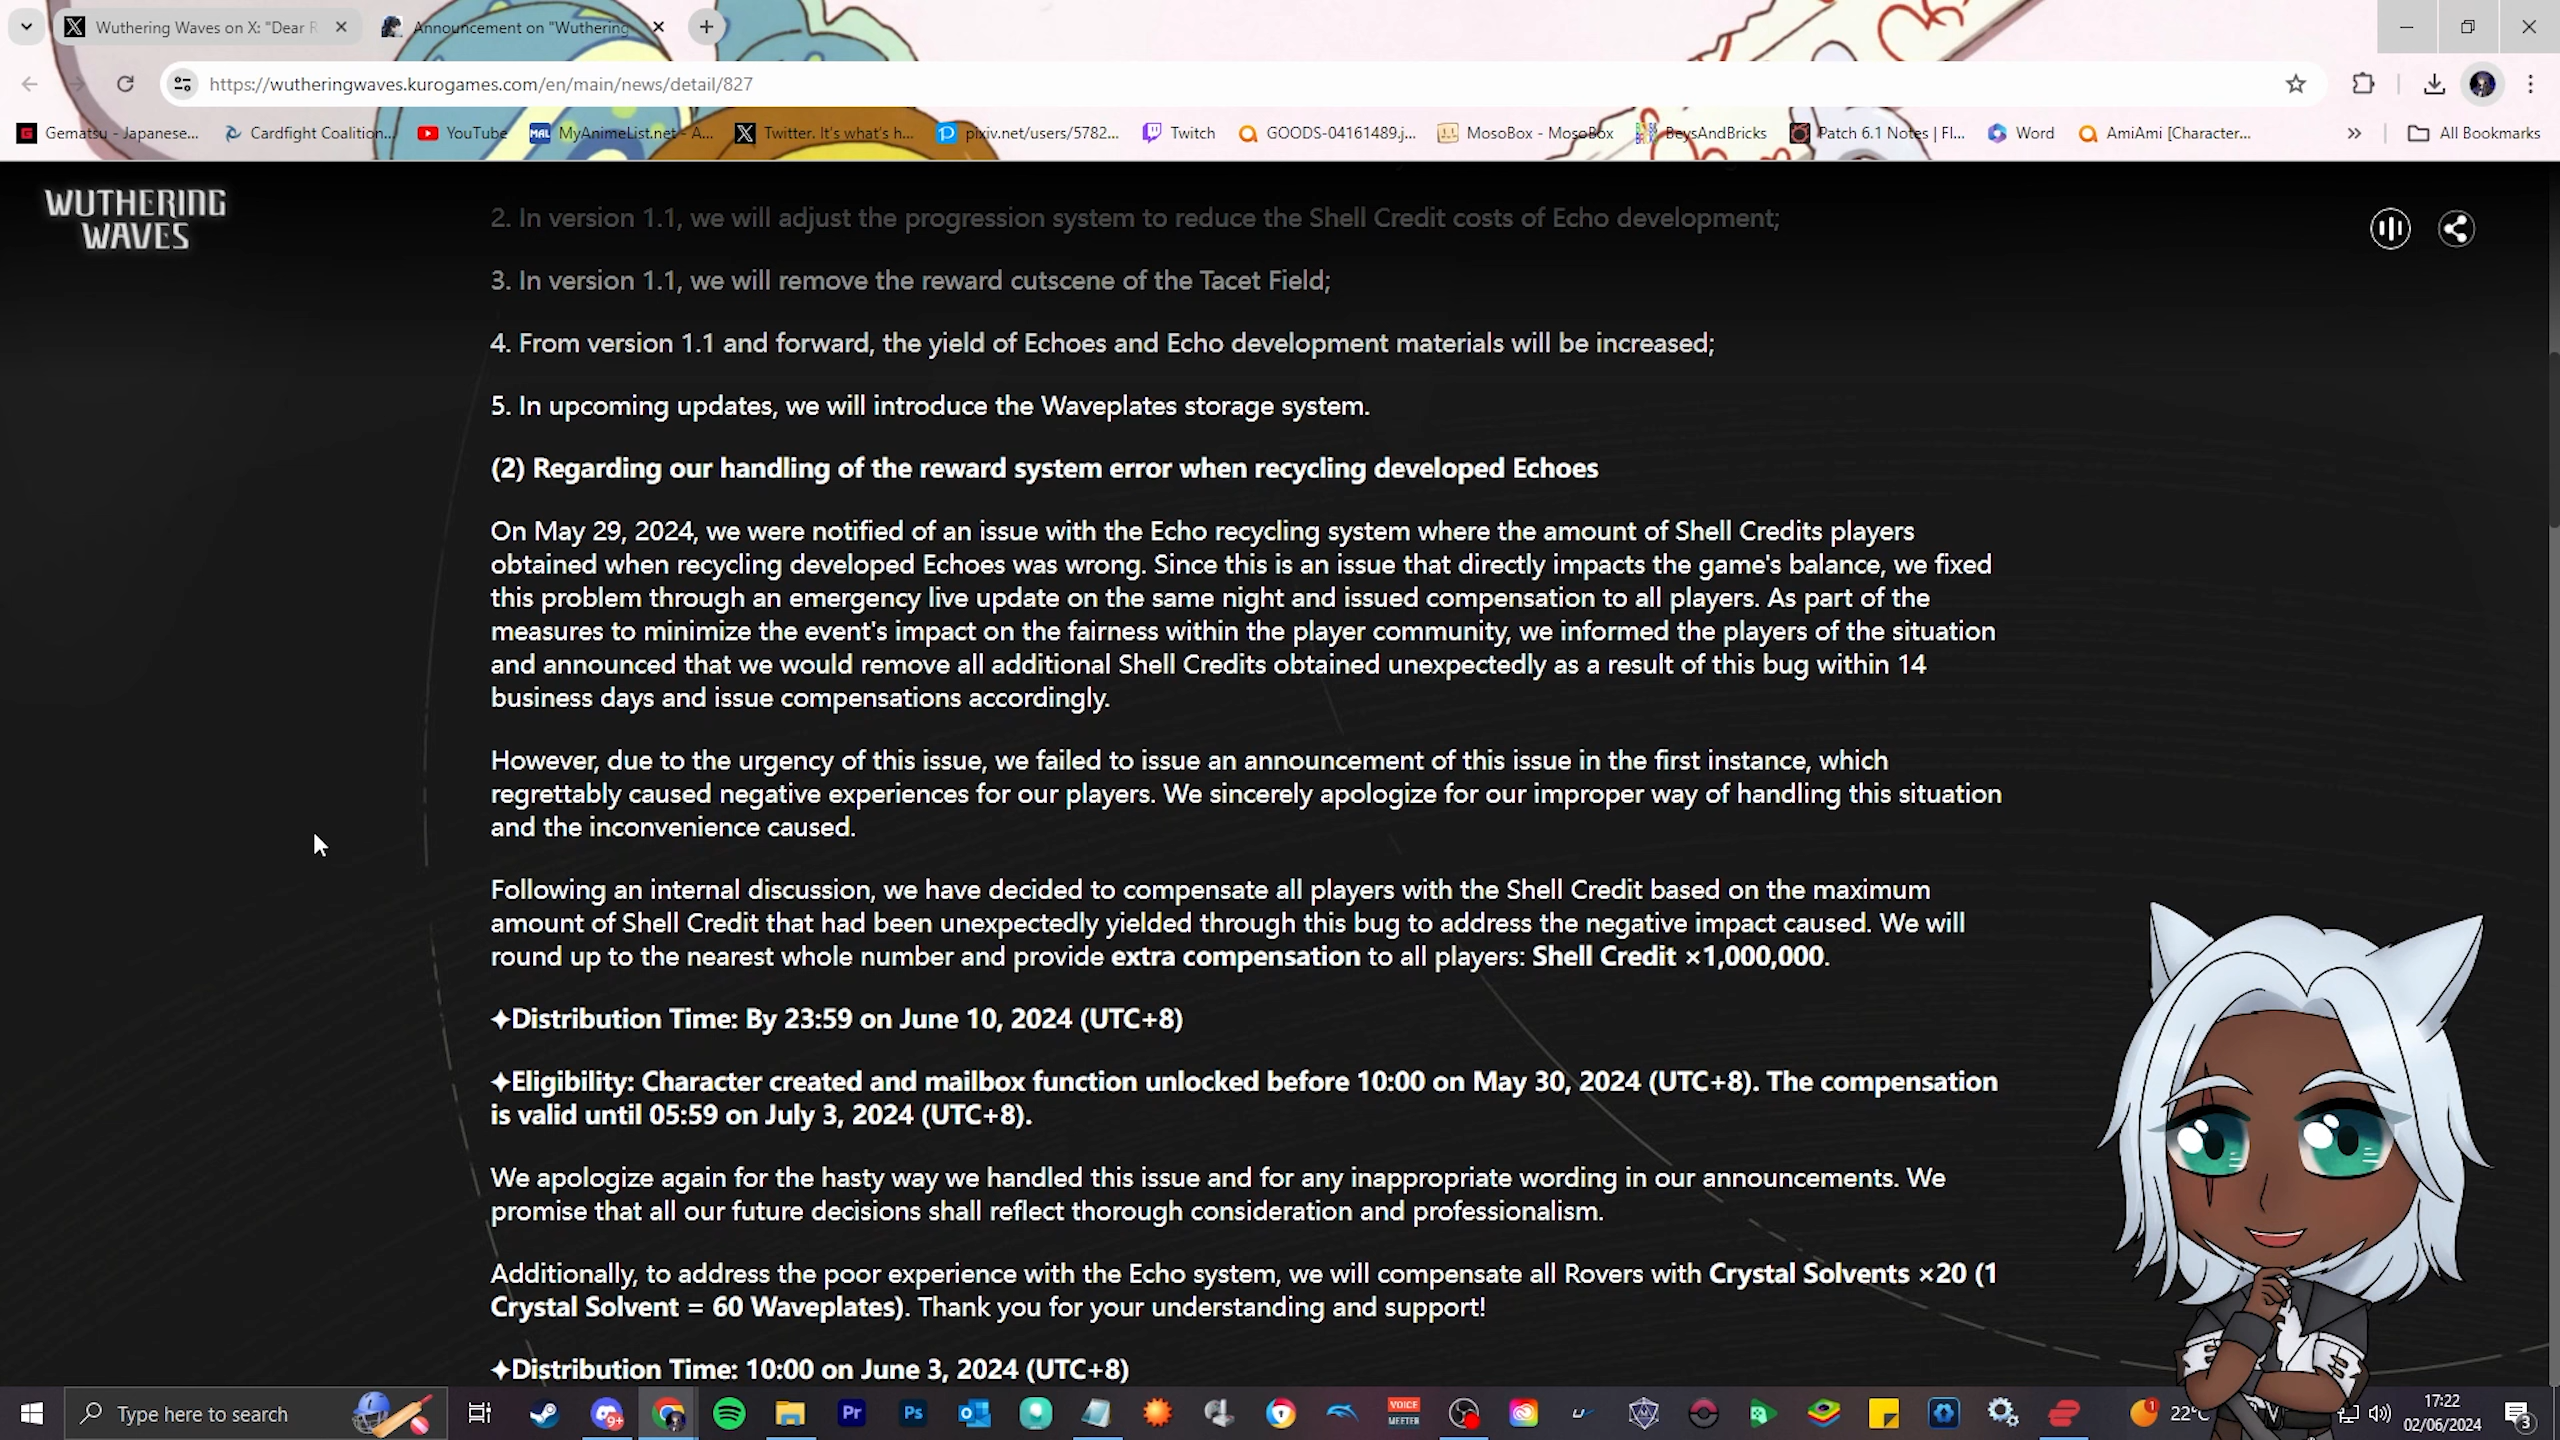 Wuthering Waves on X: "Dear R
Announcement on "Wuthering
https://wutheringwaves.kurogames.com/en/main/news/detail/827
Gematsu - Japanese...
Cardfight Coalition...
YouTube
MAL
MyAnimeList.net - A...
Twitter. It's what's h...
pixiv.net/users/5782...
Twitch
GOODS-04161489.j...
MosoBox - MosoBox
BeysAndBricks
Patch 6.1 Notes | Fl...
Word
AmiAmi [Character...
All Bookmarks
WUTHERING
WAVES
2. In version 1.1, we will adjust the progression system to reduce the Shell Credit costs of Echo development;
3. In version 1.1, we will remove the reward cutscene of the Tacet Field;
4. From version 1.1 and forward, the yield of Echoes and Echo development materials will be increased;
5. In upcoming updates, we will introduce the Waveplates storage system.
(2) Regarding our handling of the reward system error when recycling developed Echoes
On May 29, 2024, we were notified of an issue with the Echo recycling system where the amount of Shell Credits players
obtained when recycling developed Echoes was wrong. Since this is an issue that directly impacts the game's balance, we fixed
this problem through an emergency live update on the same night and issued compensation to all players. As part of the
measures to minimize the event's impact on the fairness within the player community, we informed the players of the situation
and announced that we would remove all additional Shell Credits obtained unexpectedly as a result of this bug within 14
business days and issue compensations accordingly.
However, due to the urgency of this issue, we failed to issue an announcement of this issue in the first instance, which
regrettably caused negative experiences for our players. We sincerely apologize for our improper way of handling this situation
and the inconvenience caused.
Following an internal discussion, we have decided to compensate all players with the Shell Credit based on the maximum
amount of Shell Credit that had been unexpectedly yielded through this bug to address the negative impact caused. We will
round up to the nearest whole number and provide extra compensation to all players: Shell Credit ×1,000,000.
✦Distribution Time: By 23:59 on June 10, 2024 (UTC+8)
✦Eligibility: Character created and mailbox function unlocked before 10:00 on May 30, 2024 (UTC+8). The compensation
is valid until 05:59 on July 3, 2024 (UTC+8).
We apologize again for the hasty way we handled this issue and for any inappropriate wording in our announcements. We
promise that all our future decisions shall reflect thorough consideration and professionalism.
Additionally, to address the poor experience with the Echo system, we will compensate all Rovers with Crystal Solvents ×20 (1
Crystal Solvent = 60 Waveplates). Thank you for your understanding and support!
✦Distribution Time: 10:00 on June 3, 2024 (UTC+8)
Type here to search
9+
Pr
Ps
VOICE
MEETER
1
22°C
17:22
02/06/2024
3